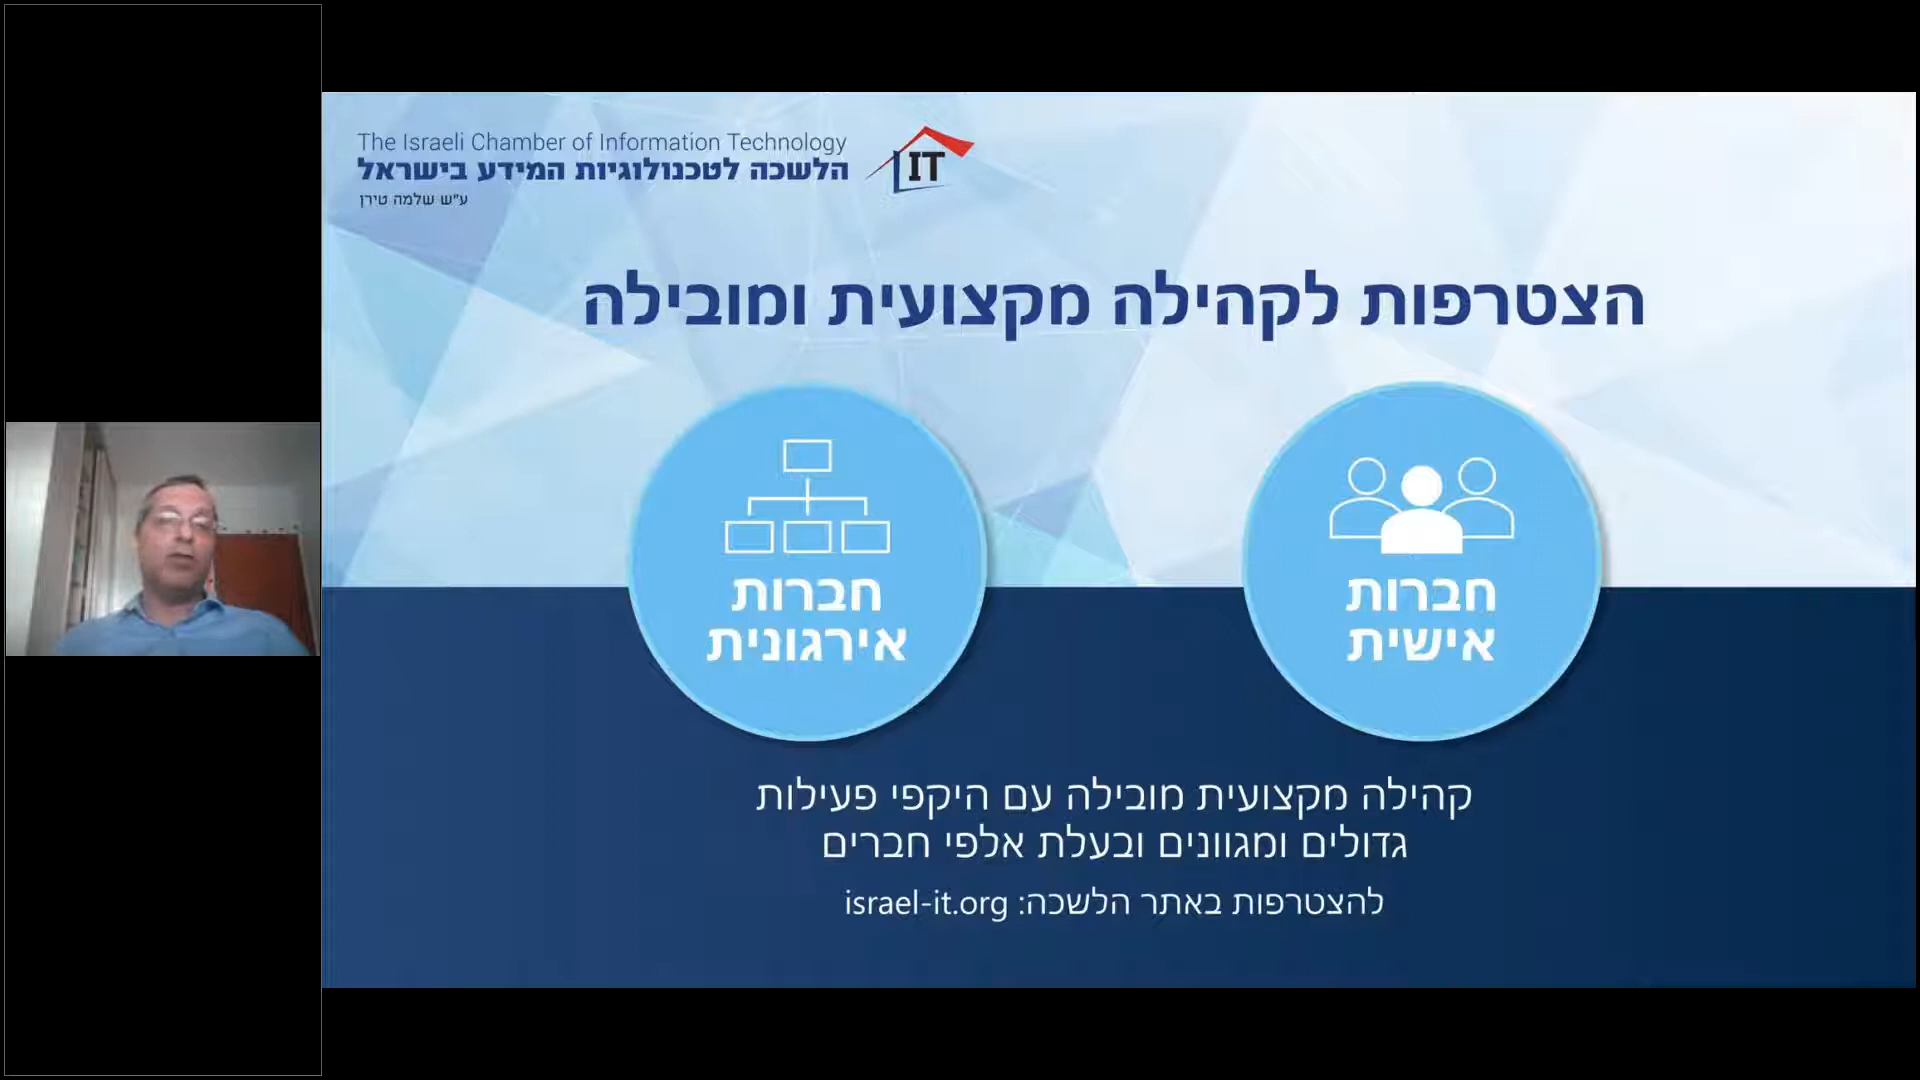 The Israeli Chamber of Information Technology
הלשכה לטכנולוגיות המידע בישראל
ע״ש שלמה טירן
IT
הצטרפות לקהילה מקצועית ומובילה
חברות
אישית
חברות
אירגונית
קהילה מקצועית מובילה עם היקפי פעילות
גדולים ומגוונים ובעלת אלפי חברים
להצטרפות באתר הלשכה: israel-it.org